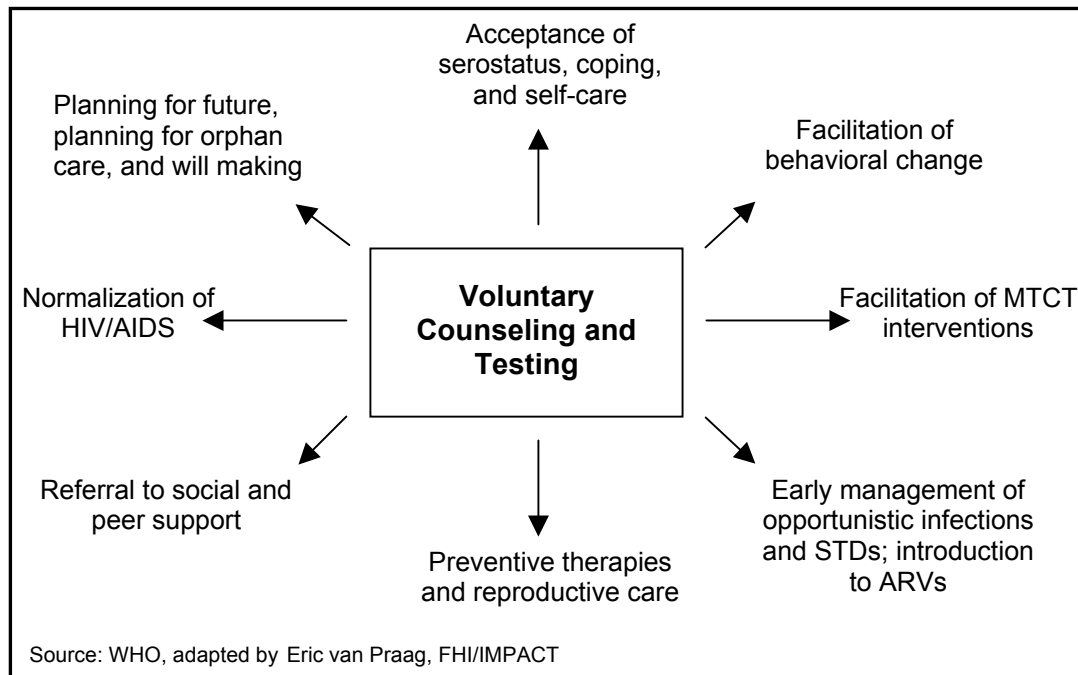 Acceptance of
serostatus, coping,
and self-care
Planning for future,
planning for orphan
care, and will making
Facilitation of
behavioral change
Normalization of
HIV/AIDS
Voluntary
Counseling and
Testing
Facilitation of MTCT
interventions
Referral to social and
peer support
Preventive therapies
and reproductive care
Early management of
opportunistic infections
and STDs; introduction
to ARVs
Source: WHO, adapted by Eric van Praag, FHI/IMPACT